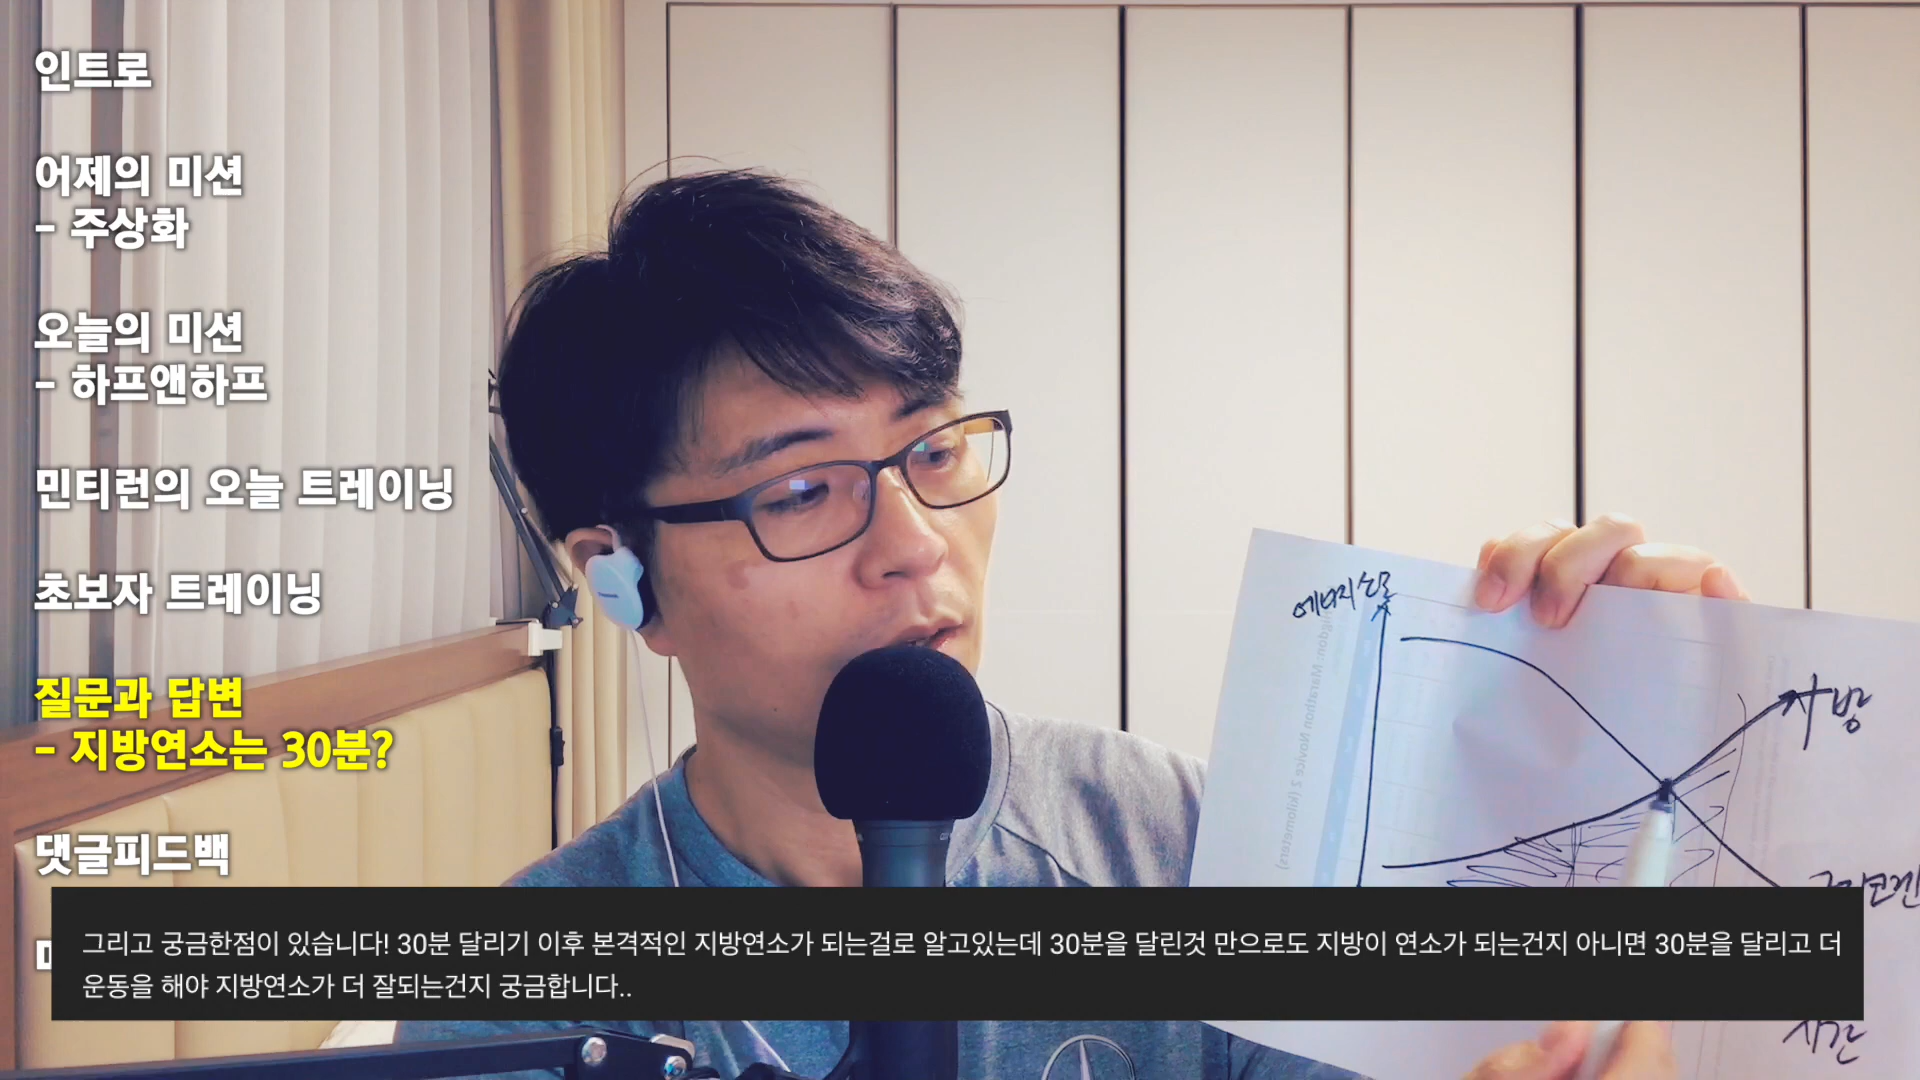 인트로
어제의 미션
- 주상화
오늘의 미션
- 하프앤하프
민티런의 오늘 트레이닝
초보자 트레이닝
질문과 답변
- 지방연소는 30분?
댓글피드백
그리고 궁금한점이 있습니다! 30분 달리기 이후 본격적인 지방연소가 되는걸로 알고있는데 30분을 달린것 만으로도 지방이 연소가 되는건지 아니면 30분을 달리고 더
운동을 해야 지방연소가 더 잘되는건지 궁금합니다..
에너지소모
지방
시간
Marathon Novice 2 (kilometers)